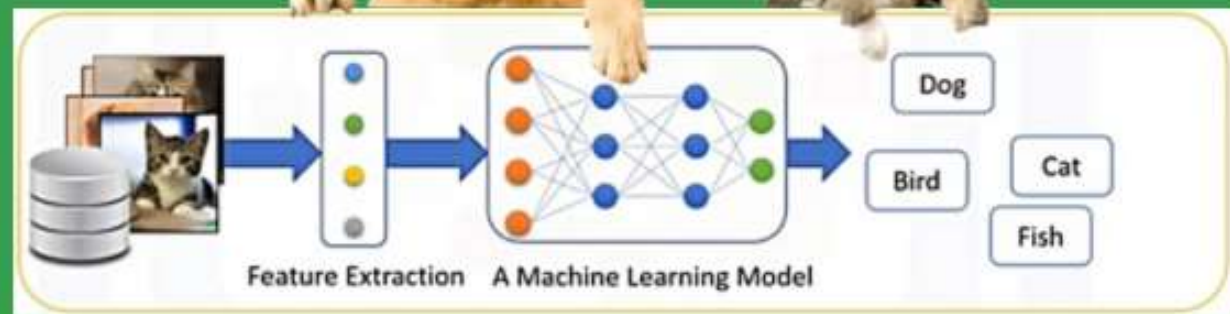 Dog
Bird
Cat
Fish
Feature Extraction
A Machine Learning Model